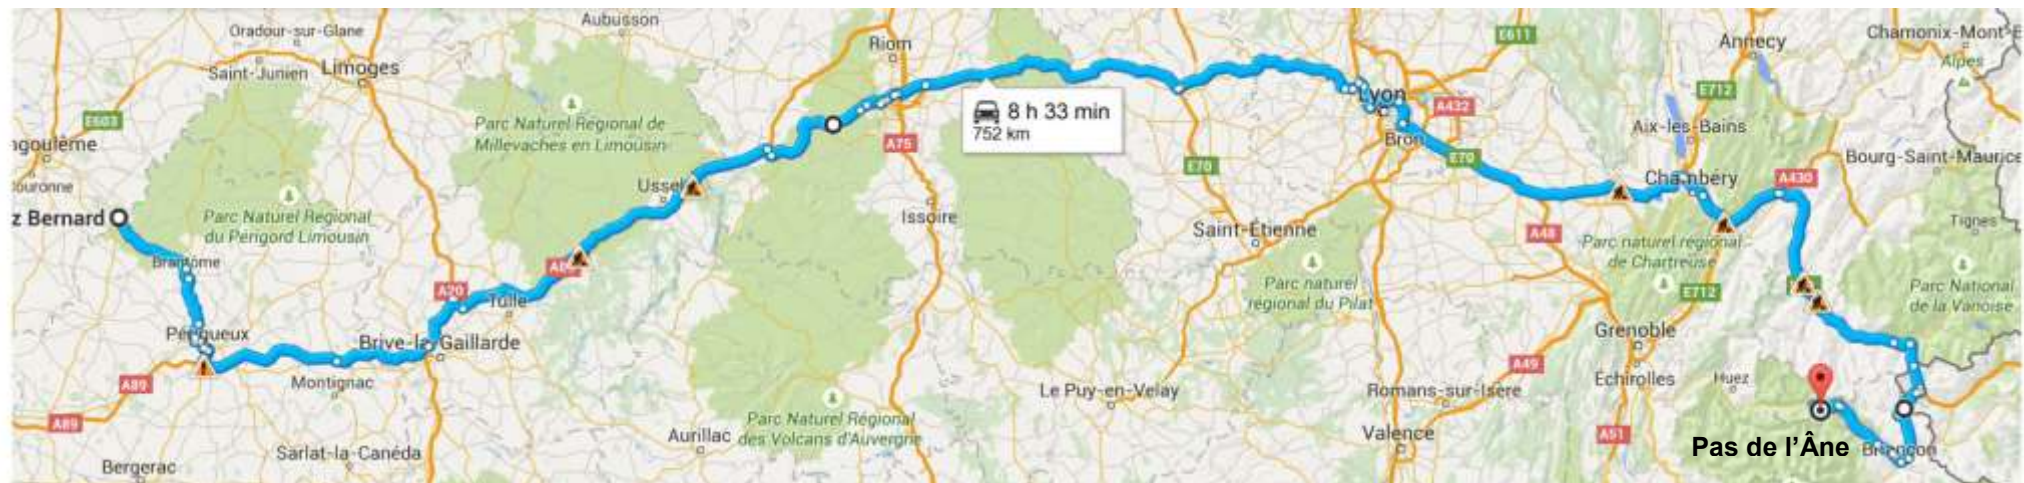 Aubusson
Oradour-sur-Glane
Riom
E611
Annecy
Chamonix-Mont-
Alpes
Saint-Junien
Limoges
8 h 33 min
752 km
Lyon
A432
E712
E603
Parc Naturel Régional de
Millevaches en Limousin
A75
Bron
E70
Aix-les-Bains
ngoulême
Bourg-Saint-Maurice
Couronne
Ussel
E70
Chambéry
A430
z Bernard
Parc Naturel Régional
du Périgord Limousin
Issoire
Saint-Étienne
A48
Parc naturel régional
de Chartreuse
Tignes
Brantôme
Parc naturel
régional du Pilat
E712
Parc National
de la Vanoise
A20
Tulle
Périgueux
Brive-la-Gaillarde
Grenoble
A89
Montignac
Le Puy-en-Velay
Romans-sur-Isère
A49
Échirolles
Huez
A89
Parc Naturel Régional
des Volcans d'Auvergne
Aurillac
Valence
A51
Pas de l'Âne
Briançon
Sarlat-la-Canéda
Bergerac